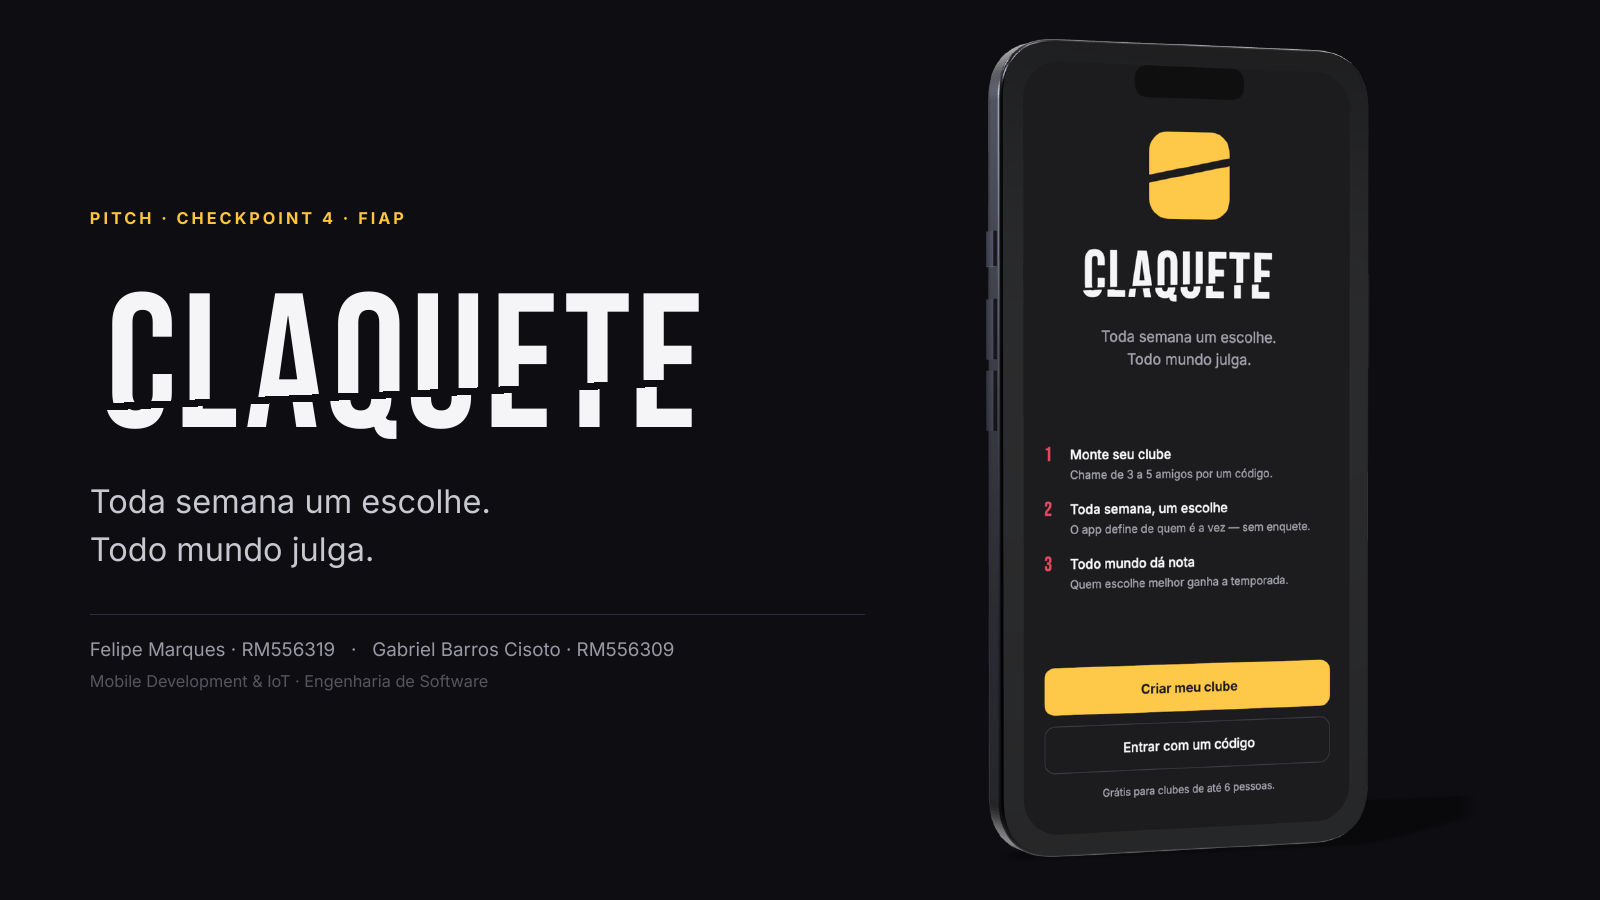 PITCH · CHECKPOINT 4 · FIAP
CLAQUETE
Toda semana um escolhe.
Todo mundo julga.
Felipe Marques · RM556319 · Gabriel Barros Cisoto · RM556309
Mobile Development & IoT · Engenharia de Software
CLAQUETE
Toda semana um escolhe.
Todo mundo julga.
1 Monte seu clube
Chame de 3 a 5 amigos por um código.
2 Toda semana, um escolhe
O app define de quem é a vez — sem enquete.
3 Todo mundo dá nota
Quem escolhe melhor ganha a temporada.
Criar meu clube
Entrar com um código
Grátis para clubes de até 6 pessoas.